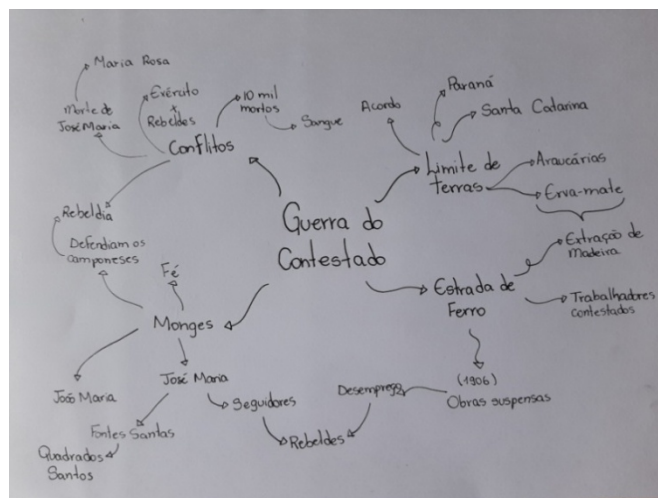 Maria Rosa
Morte de
José Maria
Exéruto
+
Rebeldes
10 mil
mortos
Sangue
Conflitos
Acordo
Paraná
Santa Catarina
Limite de
terras
Araucárias
Erva-mate
Rebeldia
Defendiam os
camponeses
Guerra do
Contestado
Extração de
Madeira
Fé
Monges
Estrada de
Ferro
Trabalhadores
contestados
João Maria
José Maria
Seguidores
Desemprego
(1906)
Obras suspensas
Fontes Santas
Rebeldes
Quadrados
Santos